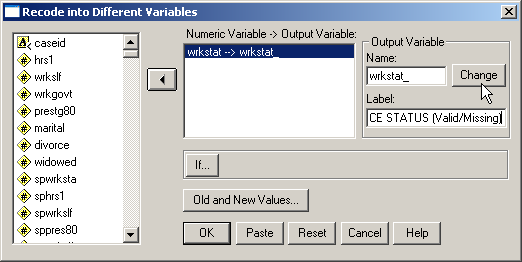 Recode into Different Variables
caseid
hrs1
wrkslf
wrkgovt
prestg80
marital
divorce
widowed
spwrksta
sphrs1
spwrkslf
sppres80
Numeric Variable -> Output Variable:
wrkstat --> wrkstat_
Output Variable
Name:
wrkstat_
Change
Label:
CE STATUS (Valid/Missing)
If...
Old and New Values...
OK
Paste
Reset
Cancel
Help